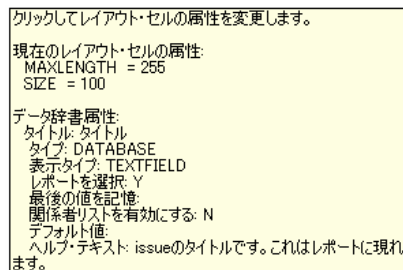 クリックしてレイアウト・セルの属性を変更します。
現在のレイアウト・セルの属性:
MAXLENGTH = 255
SIZE = 100
データ辞書属性:
タイトル: タイトル
タイプ: DATABASE
表示タイプ: TEXTFIELD
レポートを選択: Y
最後の値を記憶:
関係者リストを有効にする: N
デフォルト値:
ヘルプ・テキスト: issueのタイトルです。これはレポートに現れ
ます。